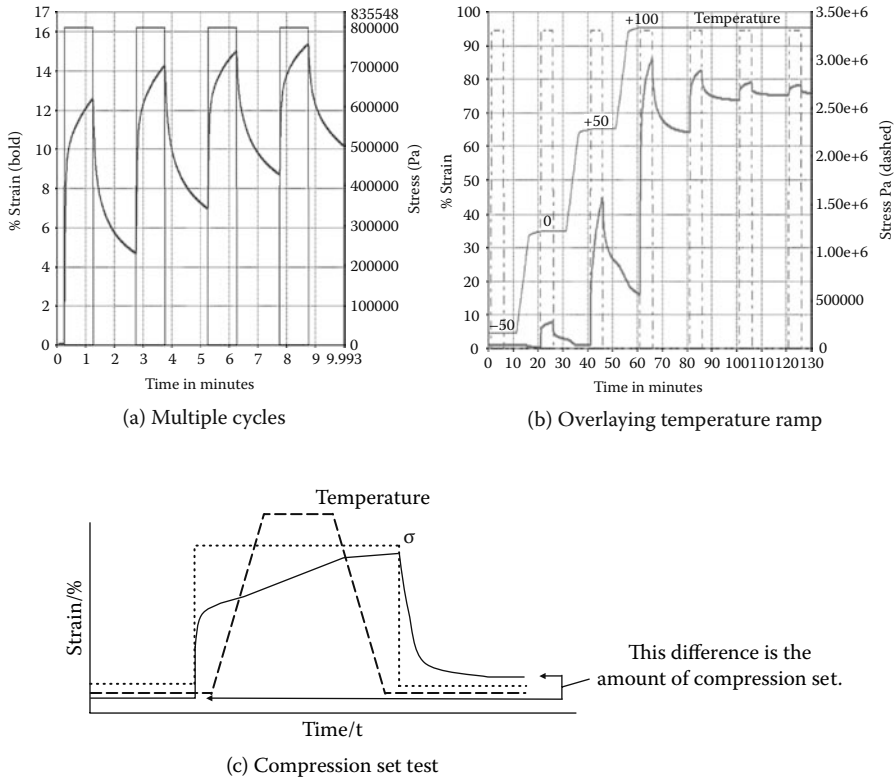 17
16
14
12
10
8
6
4
2
0
% Strain (bold)
835548
800000
700000
600000
500000
400000
300000
200000
100000
0
Stress (Pa)
0 1 2 3 4 5 6 7 8 9 9.993
Time in minutes
(a) Multiple cycles
100
90
80
70
60
50
40
30
20
10
0
% Strain
+100
Temperature
+50
0
−50
3.30e+6
3.00e+6
2.50e+6
2.00e+6
1.50e+6
1.00e+6
500000
0
Stress Pa (dashed)
0 10 20 30 40 50 60 70 80 90 100 110 120 130
Time in minutes
(b) Overlaying temperature ramp
Temperature
σ
Strain/%
This difference is the
amount of compression set.
Time/t
(c) Compression set test